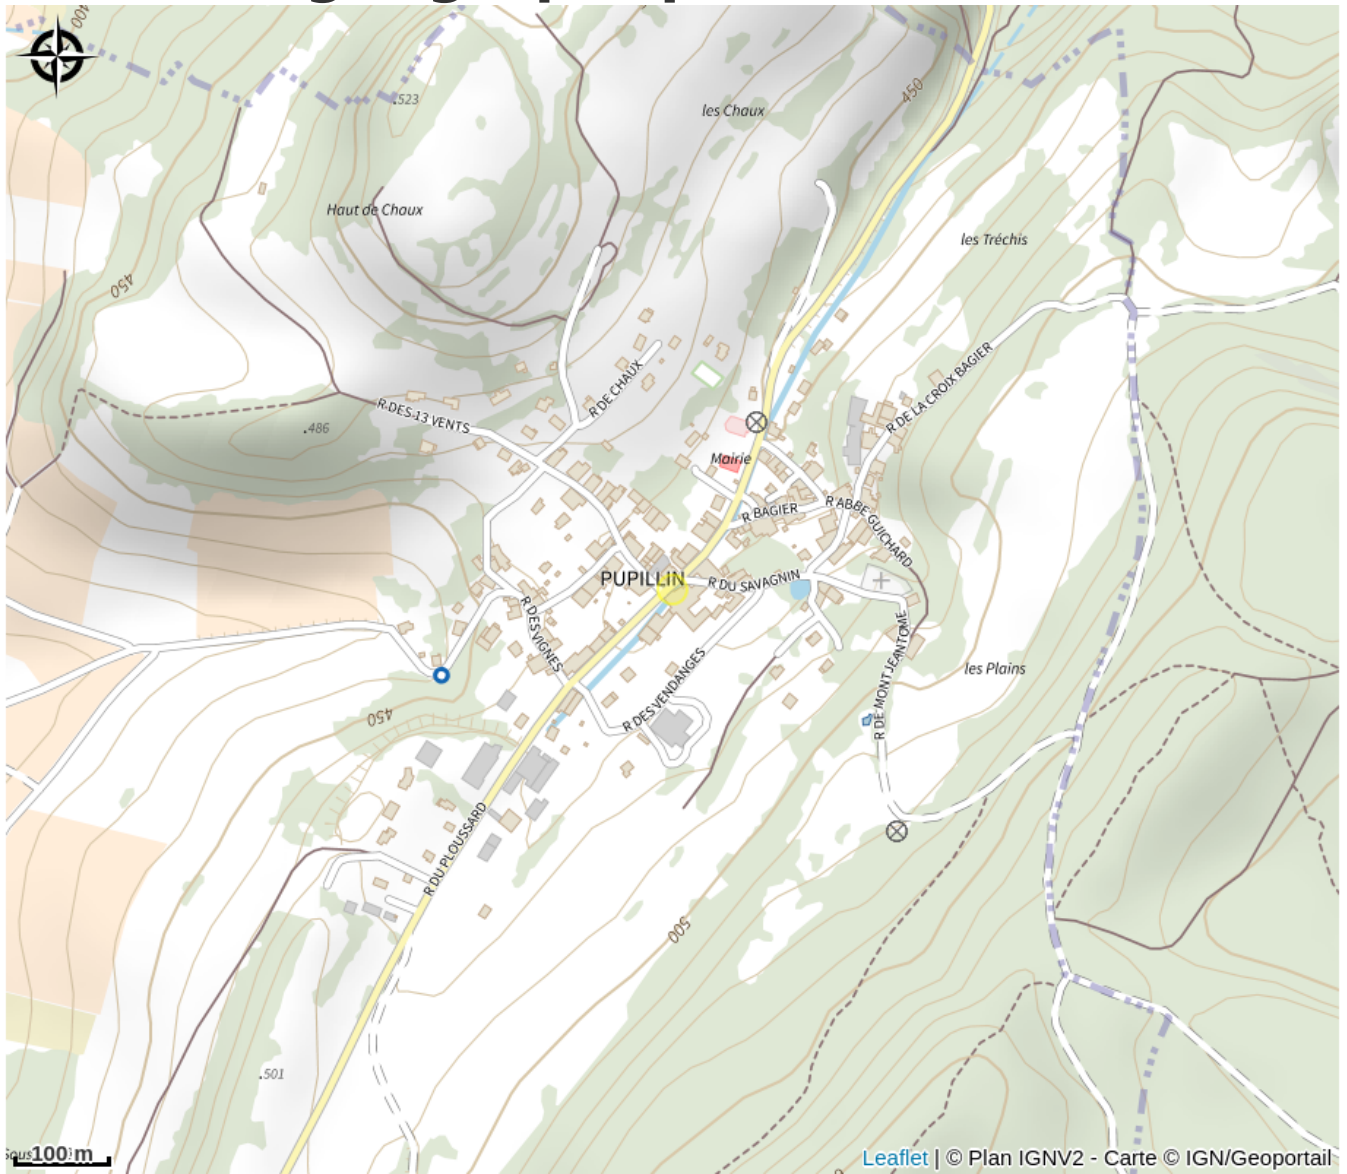 400
523
les Chaux
450
Haut de Chaux
les Tréchis
450
R DE CHAUX
R DE LA CROIX BAGIER
R DES 13 VENTS
486
Mairie
R BAGIER
R ABBE GUICHARD
PUPILLIN
R DU SAVAGNIN
R DES VIGNES
R DE MONTJEANTOME
les Plains
R DES VENDANGES
450
R DU PLOUSSARD
500
501
100 m
Leaflet | © Plan IGNV2 - Carte © IGN/Geoportail